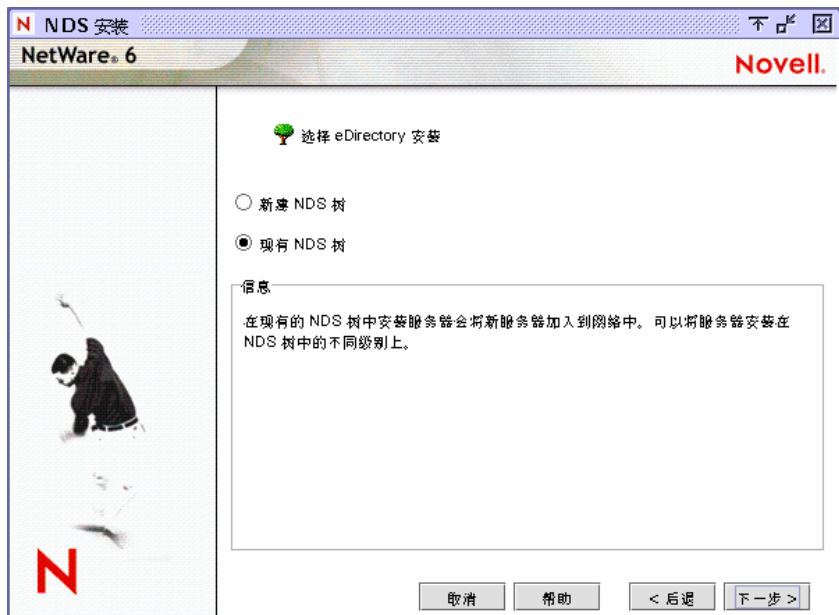 N NDS 安装
NetWare® 6
Novell.
选择 eDirectory 安装
新建 NDS 树
现有 NDS 树
信息
在现有的 NDS 树中安装服务器会将新服务器加入到网络中。可以将服务器安装在
NDS 树中的不同级别上。
N
取消 帮助 < 后退 下一步 >